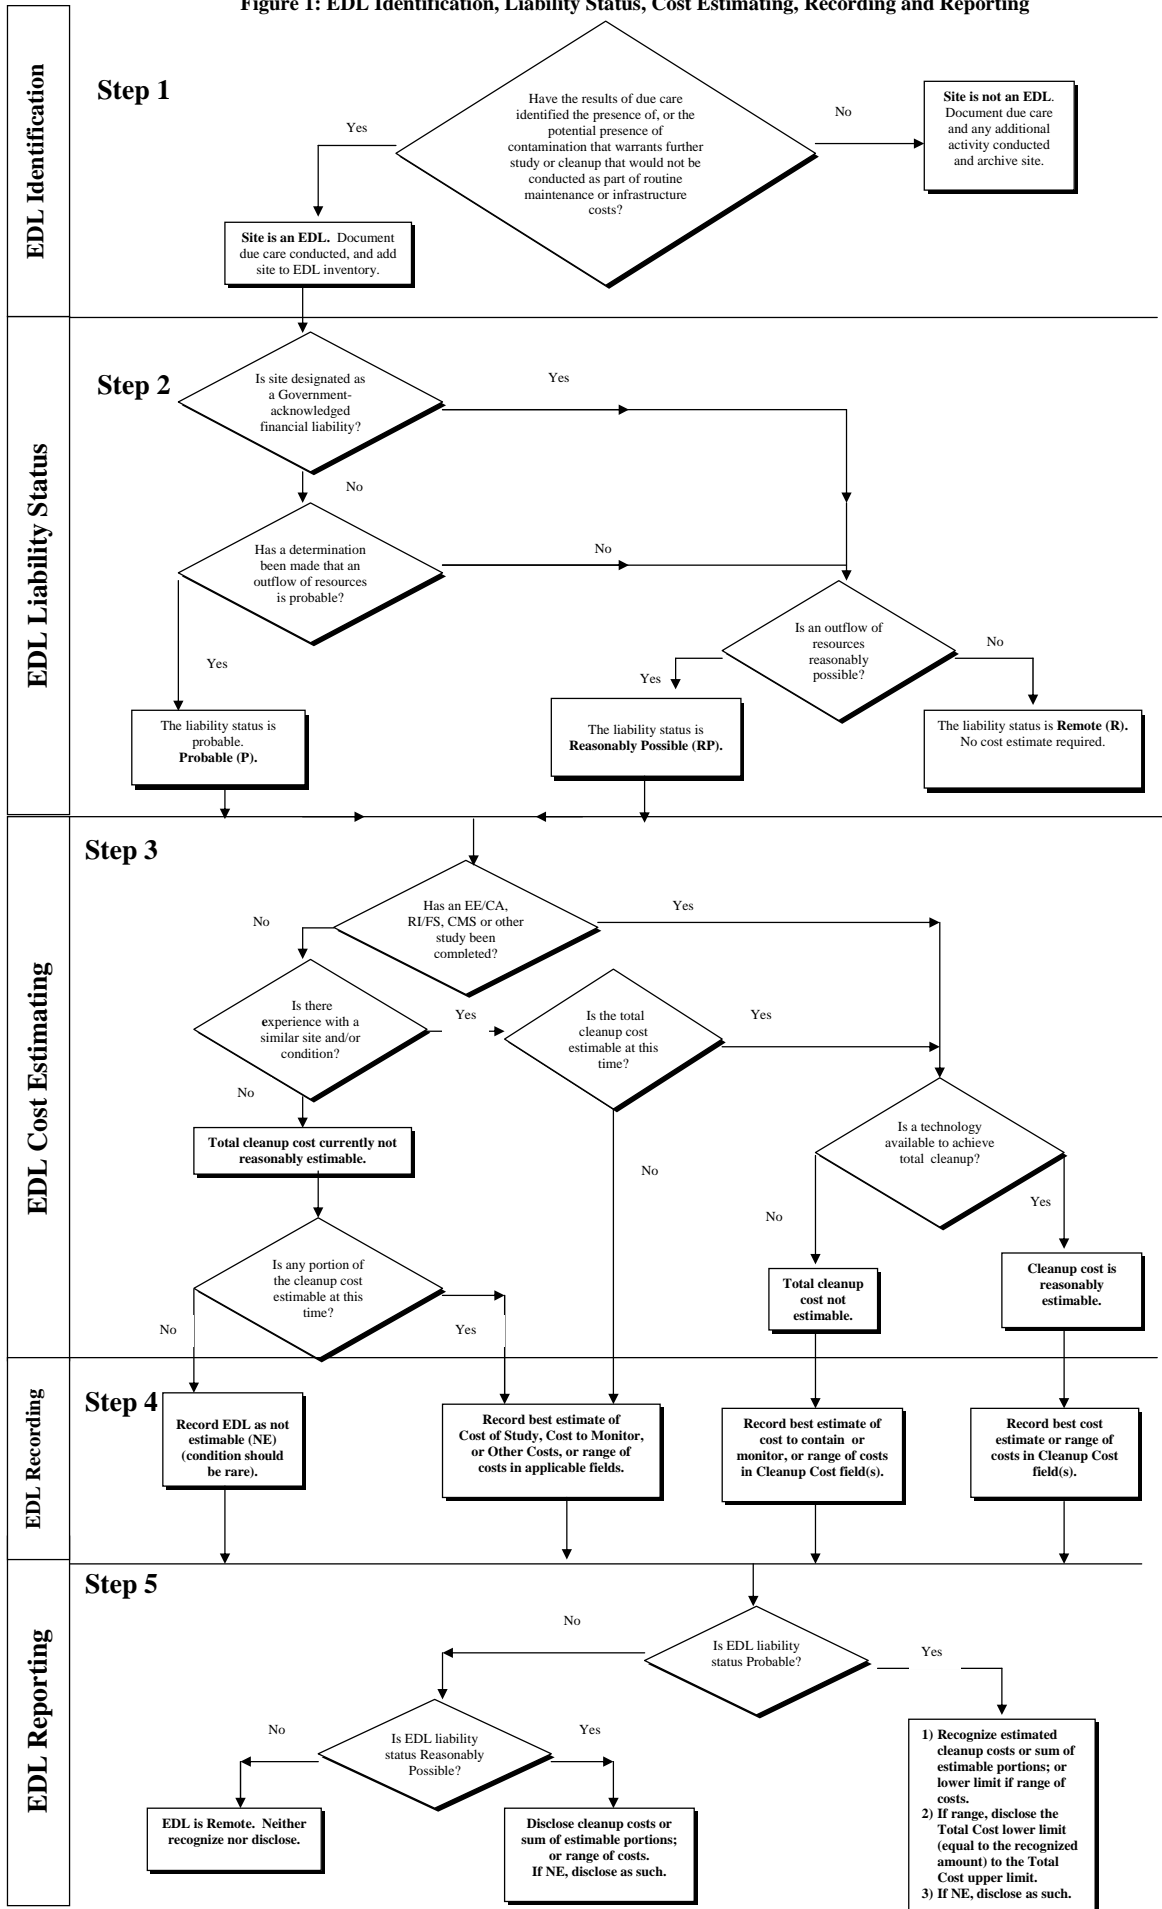 Figure 1: EDL Identification, Liability Status, Cost Estimating, Recording and Reporting
EDL Identification
Step 1
Have the results of due care
identified the presence of, or the
potential presence of
contamination that warrants further
study or cleanup that would not be
conducted as part of routine
maintenance or infrastructure
costs?
Yes
No
Site is not an EDL.
Document due care
and any additional
activity conducted
and archive site.
Site is an EDL. Document
due care conducted, and add
site to EDL inventory.
EDL Liability Status
Step 2
Is site designated as
a Government-
acknowledged
financial liability?
Yes
No
Has a determination
been made that an
outflow of resources
is probable?
No
Yes
Is an outflow of
resources
reasonably
possible?
No
Yes
The liability status is
probable.
Probable (P).
The liability status is
Reasonably Possible (RP).
The liability status is Remote (R).
No cost estimate required.
EDL Cost Estimating
Step 3
Has an EE/CA,
RI/FS, CMS or other
study been
completed?
No
Yes
Is there
experience with a
similar site and/or
condition?
Yes
Is the total
cleanup cost
estimable at this
time?
Yes
No
Total cleanup cost currently not
reasonably estimable.
No
Is a technology
available to achieve
total cleanup?
No
Yes
Is any portion of
the cleanup cost
estimable at this
time?
No
Yes
Total cleanup
cost not
estimable.
Cleanup cost is
reasonably
estimable.
EDL Recording
Step 4
Record EDL as not
estimable (NE)
(condition should
be rare).
Record best estimate of
Cost of Study, Cost to Monitor,
or Other Costs, or range of
costs in applicable fields.
Record best estimate of
cost to contain or
monitor, or range of costs
in Cleanup Cost field(s).
Record best cost
estimate or range of
costs in Cleanup Cost
field(s).
EDL Reporting
Step 5
Is EDL liability
status Probable?
No
Yes
Is EDL liability
status Reasonably
Possible?
No
Yes
EDL is Remote. Neither
recognize nor disclose.
Disclose cleanup costs or
sum of estimable portions;
or range of costs.
If NE, disclose as such.
1) Recognize estimated
cleanup costs or sum of
estimable portions; or
lower limit if range of
costs.
2) If range, disclose the
Total Cost lower limit
(equal to the recognized
amount) to the Total
Cost upper limit.
3) If NE, disclose as such.